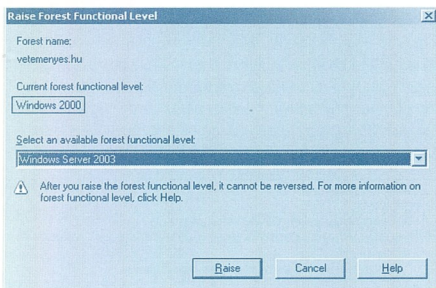 Raise Forest Functional Level
Forest name:
vetemenyes.hu
Current forest functional level:
Windows 2000
Select an available forest functional level:
Windows Server 2003
After you raise the forest functional level, it cannot be reversed. For more information on
forest functional level, click Help.
Raise
Cancel
Help